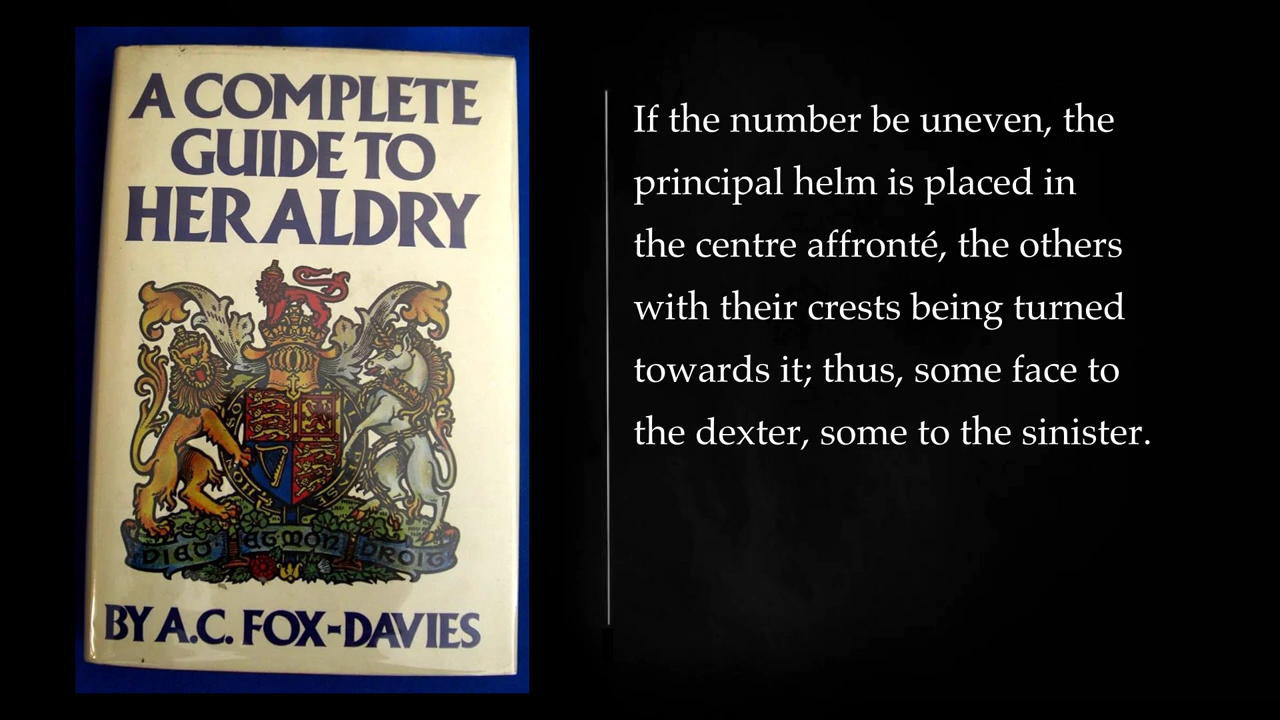 A COMPLETE
GUIDE TO
HERALDRY
DIEU ET MON DROIT
BY A.C. FOX-DAVIES
If the number be uneven, the
principal helm is placed in
the centre affronté, the others
with their crests being turned
towards it; thus, some face to
the dexter, some to the sinister.